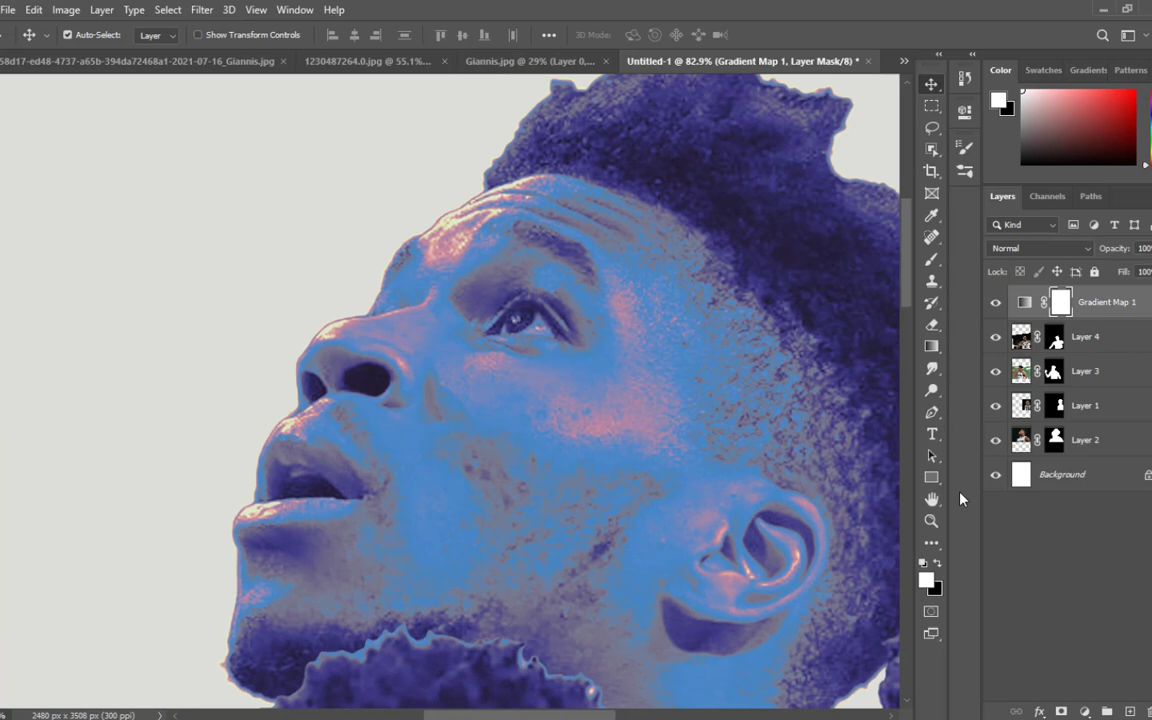 File Edit Image Layer Type Select Filter 3D View Window Help
Auto-Select: Layer Show Transform Controls 3D Mode:
58d17-ed48-4737-a65b-394da72468a1-2021-07-16_Giannis.jpg 1230487264.0.jpg @ 55.1%... Giannis.jpg @ 29% (Layer 0,... Untitled-1 @ 82.9% (Gradient Map 1, Layer Mask/8) *
Color Swatches Gradients Patterns
Layers Channels Paths
Kind
Normal Opacity: 100
Lock: Fill: 100
Gradient Map 1
Layer 4
Layer 3
Layer 1
Layer 2
Background
% 2480 px x 3508 px (300 ppi)